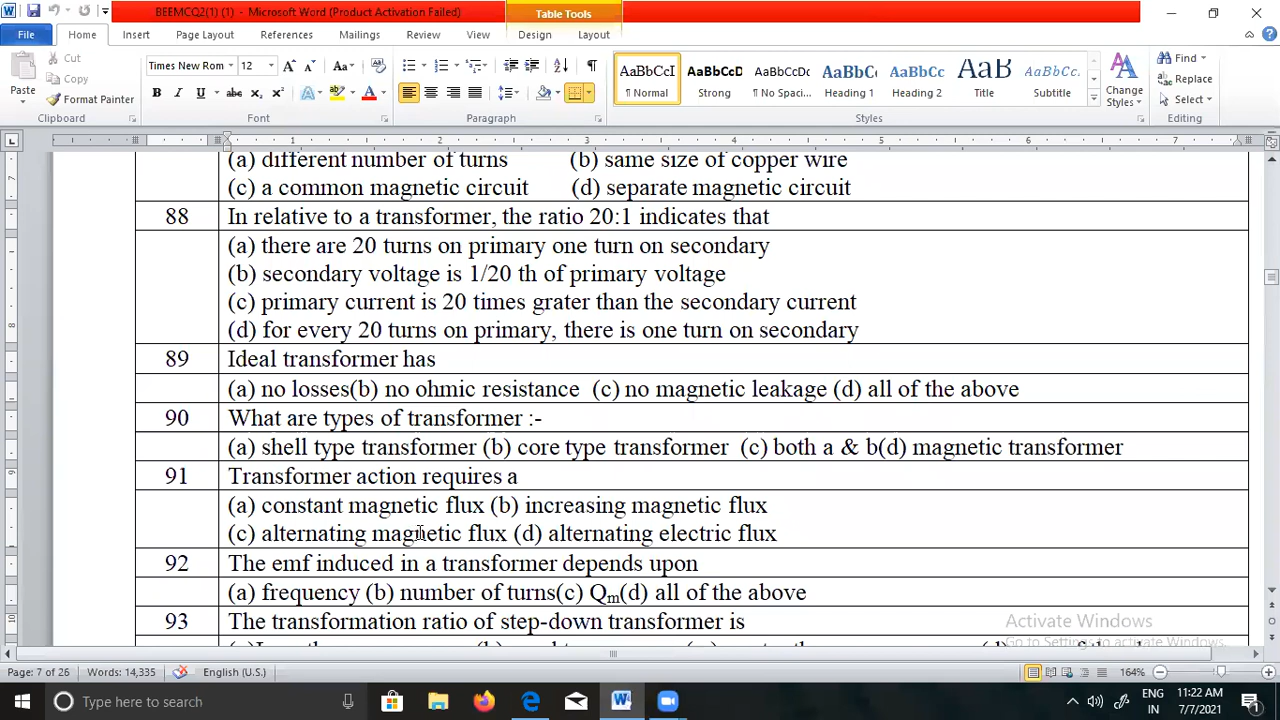 BEEMCQ2(1) (1) - Microsoft Word (Product Activation Failed)
Table Tools
File Home Insert Page Layout References Mailings Review View Design Layout
Paste
Cut
Copy
Format Painter
Clipboard
Times New Rom 12
Font
Paragraph
AaBbCcI AaBbCcD AaBbCcDc AaBbCc AaBbCc AaB AaBbCcL
¶ Normal Strong ¶ No Spaci... Heading 1 Heading 2 Title Subtitle
Change Styles
Styles
Find
Replace
Select
Editing
(a) different number of turns (b) same size of copper wire
(c) a common magnetic circuit (d) separate magnetic circuit
88 In relative to a transformer, the ratio 20:1 indicates that
(a) there are 20 turns on primary one turn on secondary
(b) secondary voltage is 1/20 th of primary voltage
(c) primary current is 20 times grater than the secondary current
(d) for every 20 turns on primary, there is one turn on secondary
89 Ideal transformer has
(a) no losses(b) no ohmic resistance (c) no magnetic leakage (d) all of the above
90 What are types of transformer :-
(a) shell type transformer (b) core type transformer (c) both a & b(d) magnetic transformer
91 Transformer action requires a
(a) constant magnetic flux (b) increasing magnetic flux
(c) alternating magnetic flux (d) alternating electric flux
92 The emf induced in a transformer depends upon
(a) frequency (b) number of turns(c) Qm(d) all of the above
93 The transformation ratio of step-down transformer is
Activate Windows
Go to Settings to activate Windows.
Page: 7 of 26 Words: 14,335 English (U.S.) 164%
Type here to search
ENG
IN
11:22 AM
7/7/2021